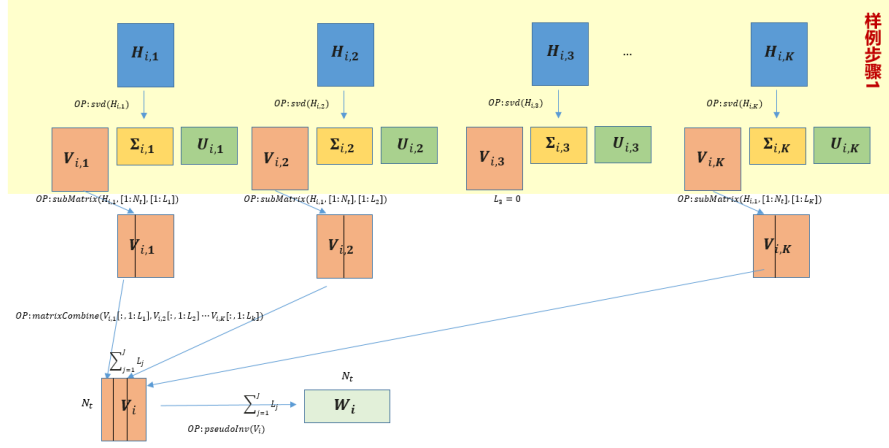 样例步骤1
H_{i,1}
H_{i,2}
H_{i,3}
...
H_{i,K}
OP:svd(H_{i,1})
OP:svd(H_{i,2})
OP:svd(H_{i,3})
OP:svd(H_{i,K})
V_{i,1}
Σ_{i,1}
U_{i,1}
V_{i,2}
Σ_{i,2}
U_{i,2}
V_{i,3}
Σ_{i,3}
U_{i,3}
V_{i,K}
Σ_{i,K}
U_{i,K}
OP:subMatrix(H_{i,1},[1:N_t],[1:L_1])
OP:subMatrix(H_{i,1},[1:N_t],[1:L_2])
L_3 = 0
OP:subMatrix(H_{i,1},[1:N_t],[1:L_K])
V_{i,1}
V_{i,2}
V_{i,K}
OP:matrixCombine(V_{i,1}[:,1:L_1],V_{i,2}[:,1:L_2]⋯V_{i,K}[:,1:L_k])
∑_{j=1}^{J} L_j
N_t
V_i
∑_{j=1}^{J} L_j
OP:pseudoInv(V_i)
N_t
W_i